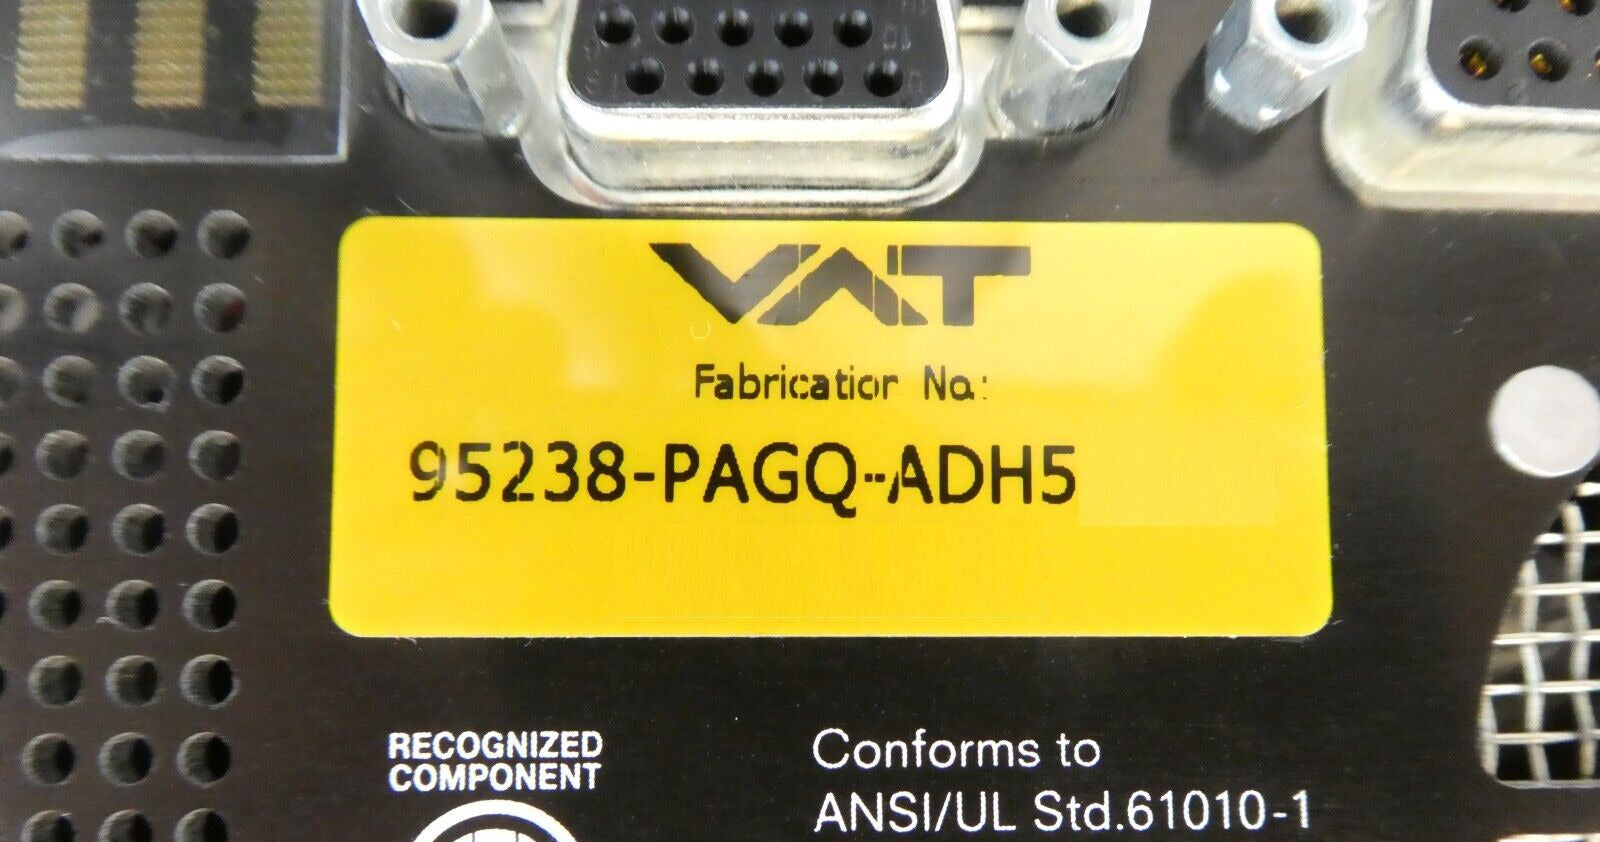 VAT
Fabrication No.:
95238-PAGQ-ADH5
RECOGNIZED
COMPONENT
Conforms to
ANSI/UL Std.61010-1